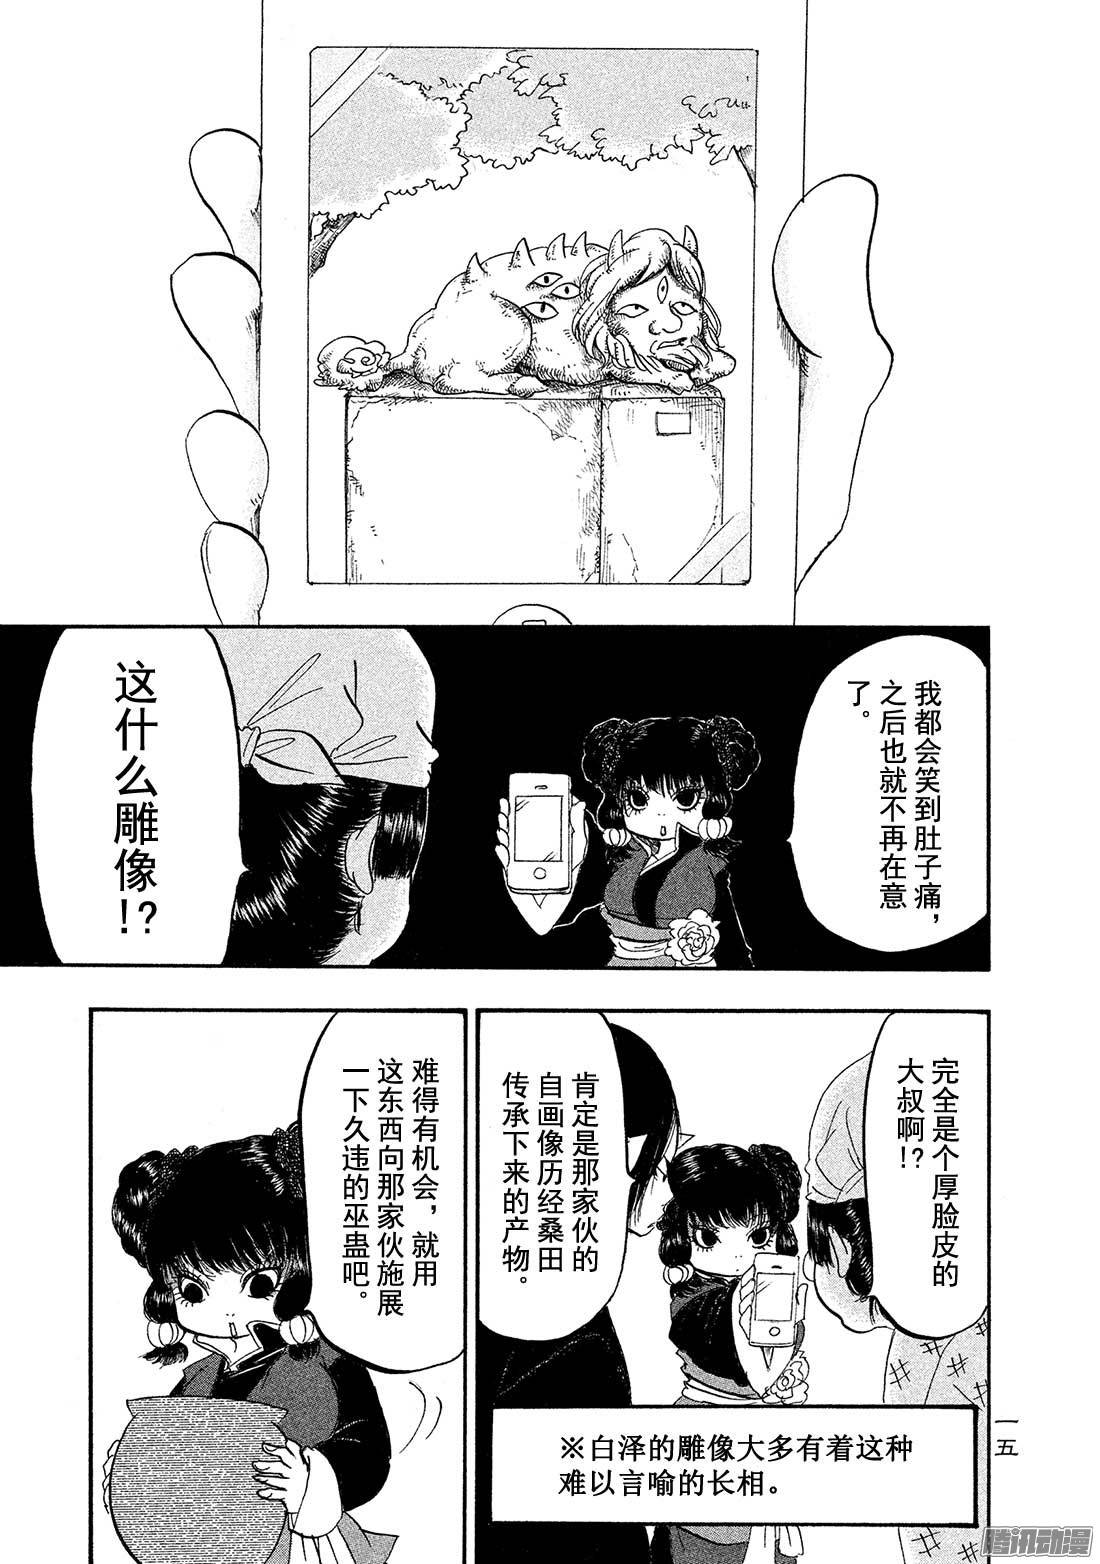 我都会笑到肚子痛，
之后也就不再在意
了。
这什么雕像!?
完全是个厚脸皮的
大叔啊!?
肯定是那家伙的
自画像历经桑田
传承下来的产物。
※白泽的雕像大多有着这种
难以言喻的长相。
难得有机会，就用
这东西向那家伙施展
一下久违的巫蛊吧。
一五
腾讯动漫